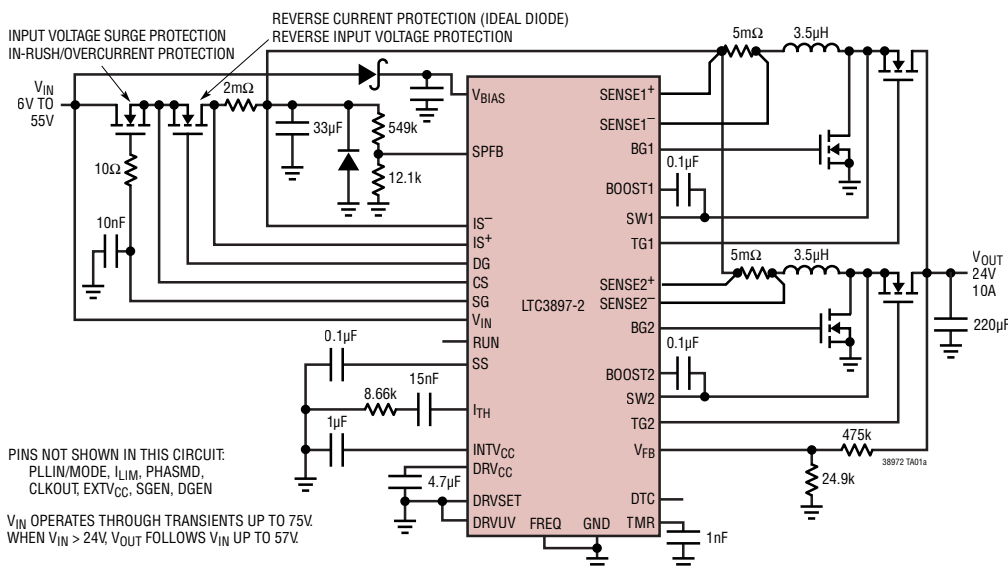 INPUT VOLTAGE SURGE PROTECTION
IN-RUSH/OVERCURRENT PROTECTION
REVERSE CURRENT PROTECTION (IDEAL DIODE)
REVERSE INPUT VOLTAGE PROTECTION
VIN
6V TO
55V
2mΩ
10Ω
10nF
33µF
549k
12.1k
VBIAS
SPFB
IS–
IS+
DG
CS
SG
VIN
RUN
SS
ITH
INTVCC
DRVCC
DRVSET
DRVUV
FREQ
GND
LTC3897-2
SENSE1+
SENSE1–
BG1
BOOST1
SW1
TG1
SENSE2+
SENSE2–
BG2
BOOST2
SW2
TG2
VFB
DTC
TMR
5mΩ
3.5µH
0.1µF
5mΩ
3.5µH
0.1µF
VOUT
24V
10A
220µF
475k
24.9k
38972 TA01a
1nF
0.1µF
15nF
8.66k
1µF
4.7µF
PINS NOT SHOWN IN THIS CIRCUIT:
PLLIN/MODE, ILIM, PHASMD,
CLKOUT, EXTVCC, SGEN, DGEN
VIN OPERATES THROUGH TRANSIENTS UP TO 75V.
WHEN VIN > 24V, VOUT FOLLOWS VIN UP TO 57V.